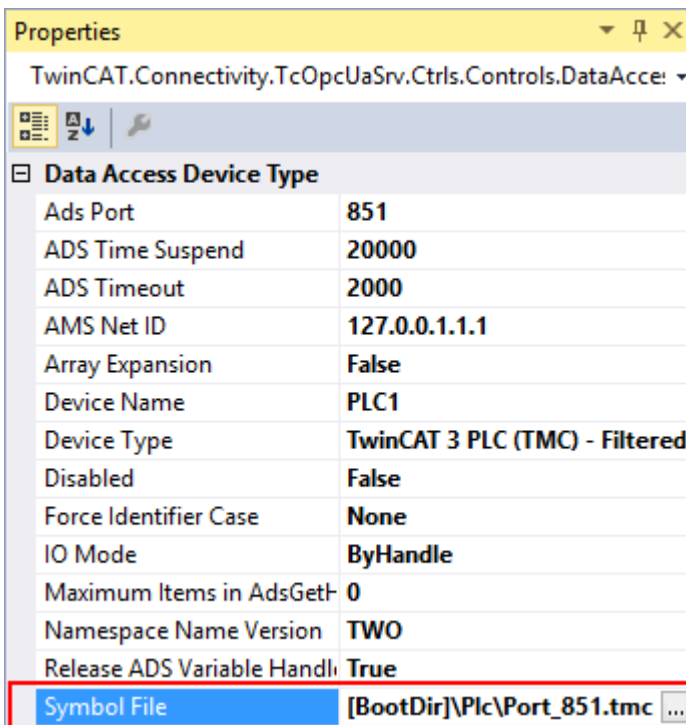 Properties
TwinCAT.Connectivity.TcOpcUaSrv.Ctrls.Controls.DataAcce
Data Access Device Type
Ads Port 851
ADS Time Suspend 20000
ADS Timeout 2000
AMS Net ID 127.0.0.1.1.1
Array Expansion False
Device Name PLC1
Device Type TwinCAT 3 PLC (TMC) - Filtered
Disabled False
Force Identifier Case None
IO Mode ByHandle
Maximum Items in AdsGetH 0
Namespace Name Version TWO
Release ADS Variable Handl True
Symbol File [BootDir]\Plc\Port_851.tmc ...